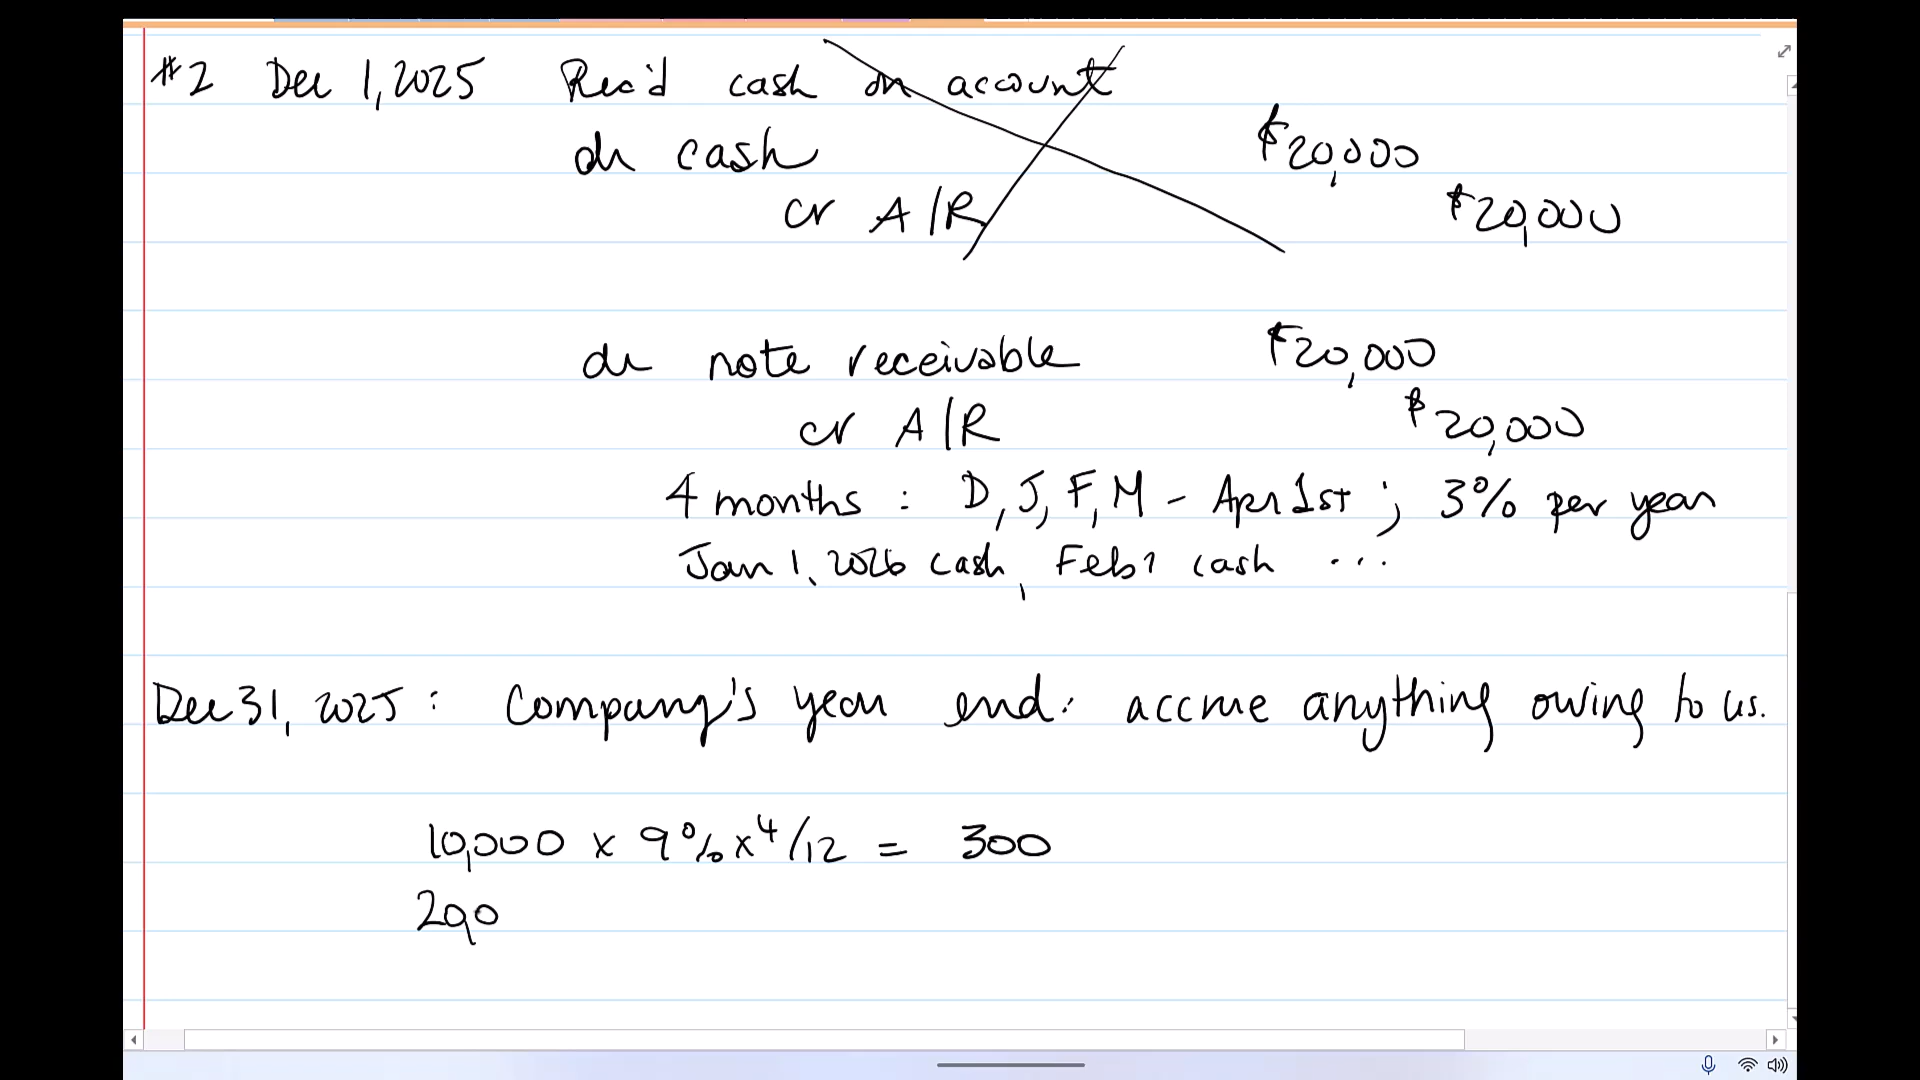 #2 Dec 1, 2025 Rec'd cash on account
dr cash $20,000
cr A/R $20,000
dr note receivable $20,000
cr A/R $20,000
4 months : D, J, F, M - Apr 1st ; 3% per year
Jan 1, 2026 cash, Feb 1 cash ...
Dec 31, 2025 : Company's year end: accrue anything owing to us.
10,000 x 9% x 4/12 = 300
20,0